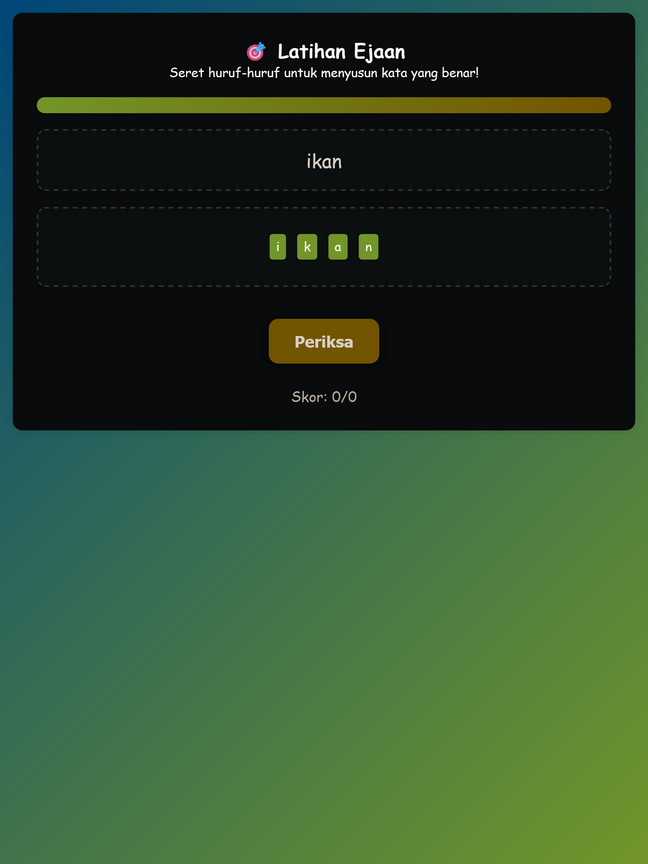 🎯 Latihan Ejaan
Seret huruf-huruf untuk menyusun kata yang benar!
ikan
i k a n
Periksa
Skor: 0/0